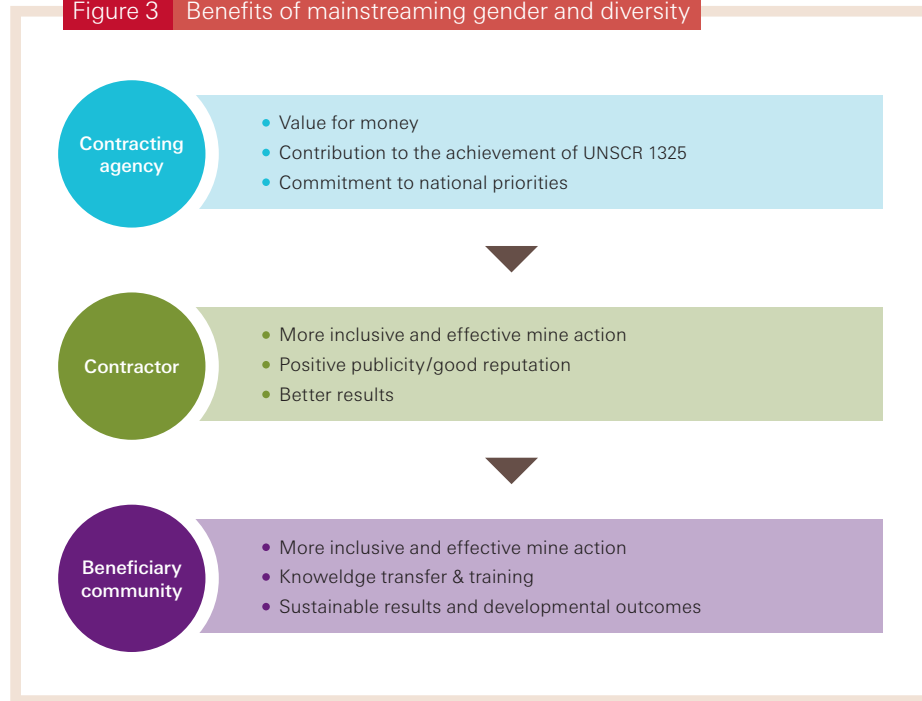 Figure 3 Benefits of mainstreaming gender and diversity
Contracting
agency
• Value for money
• Contribution to the achievement of UNSCR 1325
• Commitment to national priorities
Contractor
• More inclusive and effective mine action
• Positive publicity/good reputation
• Better results
Beneficiary
community
• More inclusive and effective mine action
• Knoweldge transfer & training
• Sustainable results and developmental outcomes